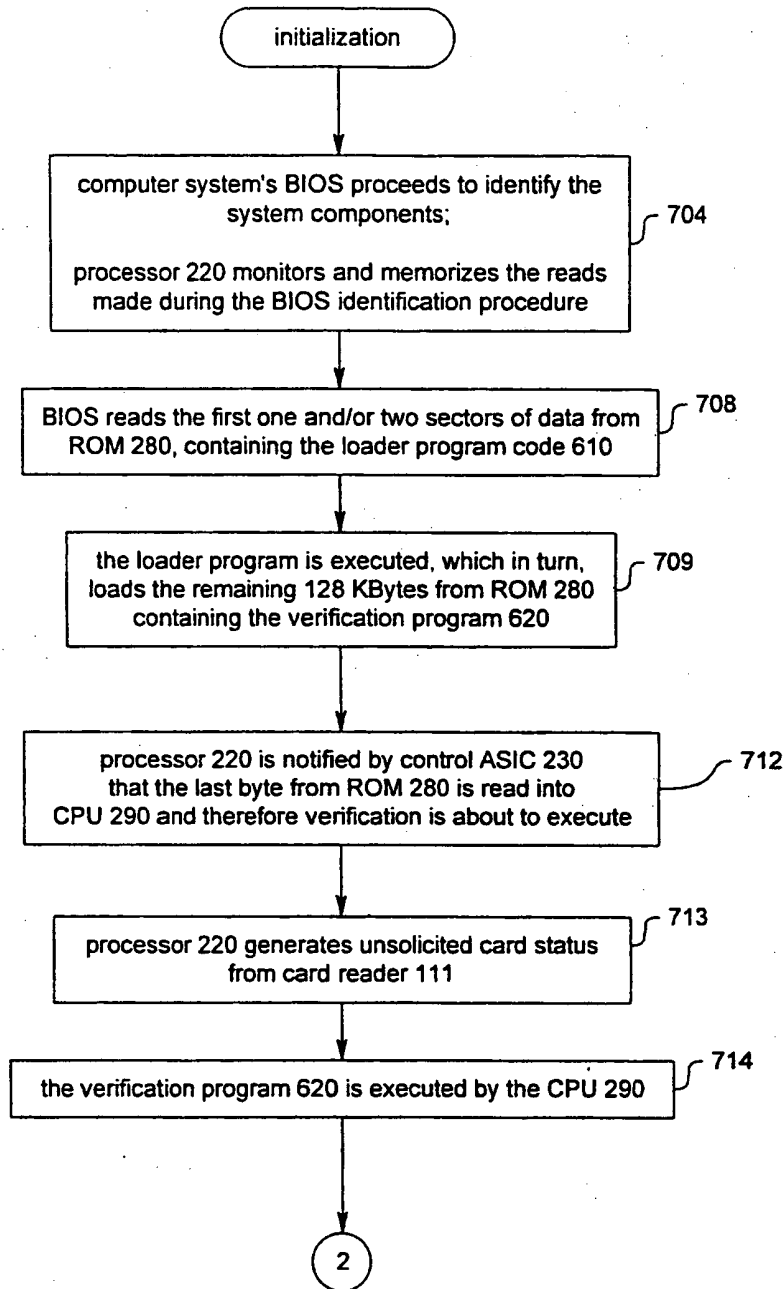 initialization
computer system's BIOS proceeds to identify the
system components;
704
processor 220 monitors and memorizes the reads
made during the BIOS identification procedure
BIOS reads the first one and/or two sectors of data from
708
ROM 280, containing the loader program code 610
the loader program is executed, which in turn,
709
loads the remaining 128 KBytes from ROM 280
containing the verification program 620
processor 220 is notified by control ASIC 230
712
that the last byte from ROM 280 is read into
CPU 290 and therefore verification is about to execute
713
processor 220 generates unsolicited card status
from card reader 111
714
the verification program 620 is executed by the CPU 290
2